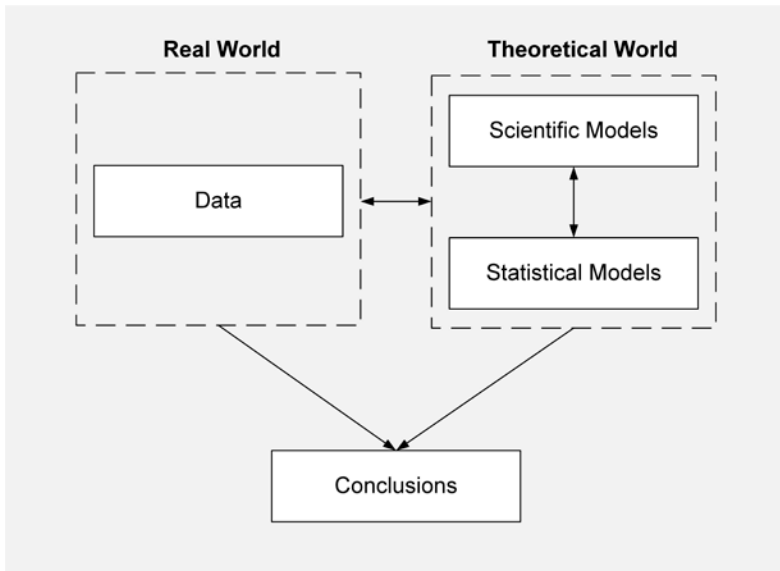 Real World
Theoretical World
Scientific Models
Data
Statistical Models
Conclusions